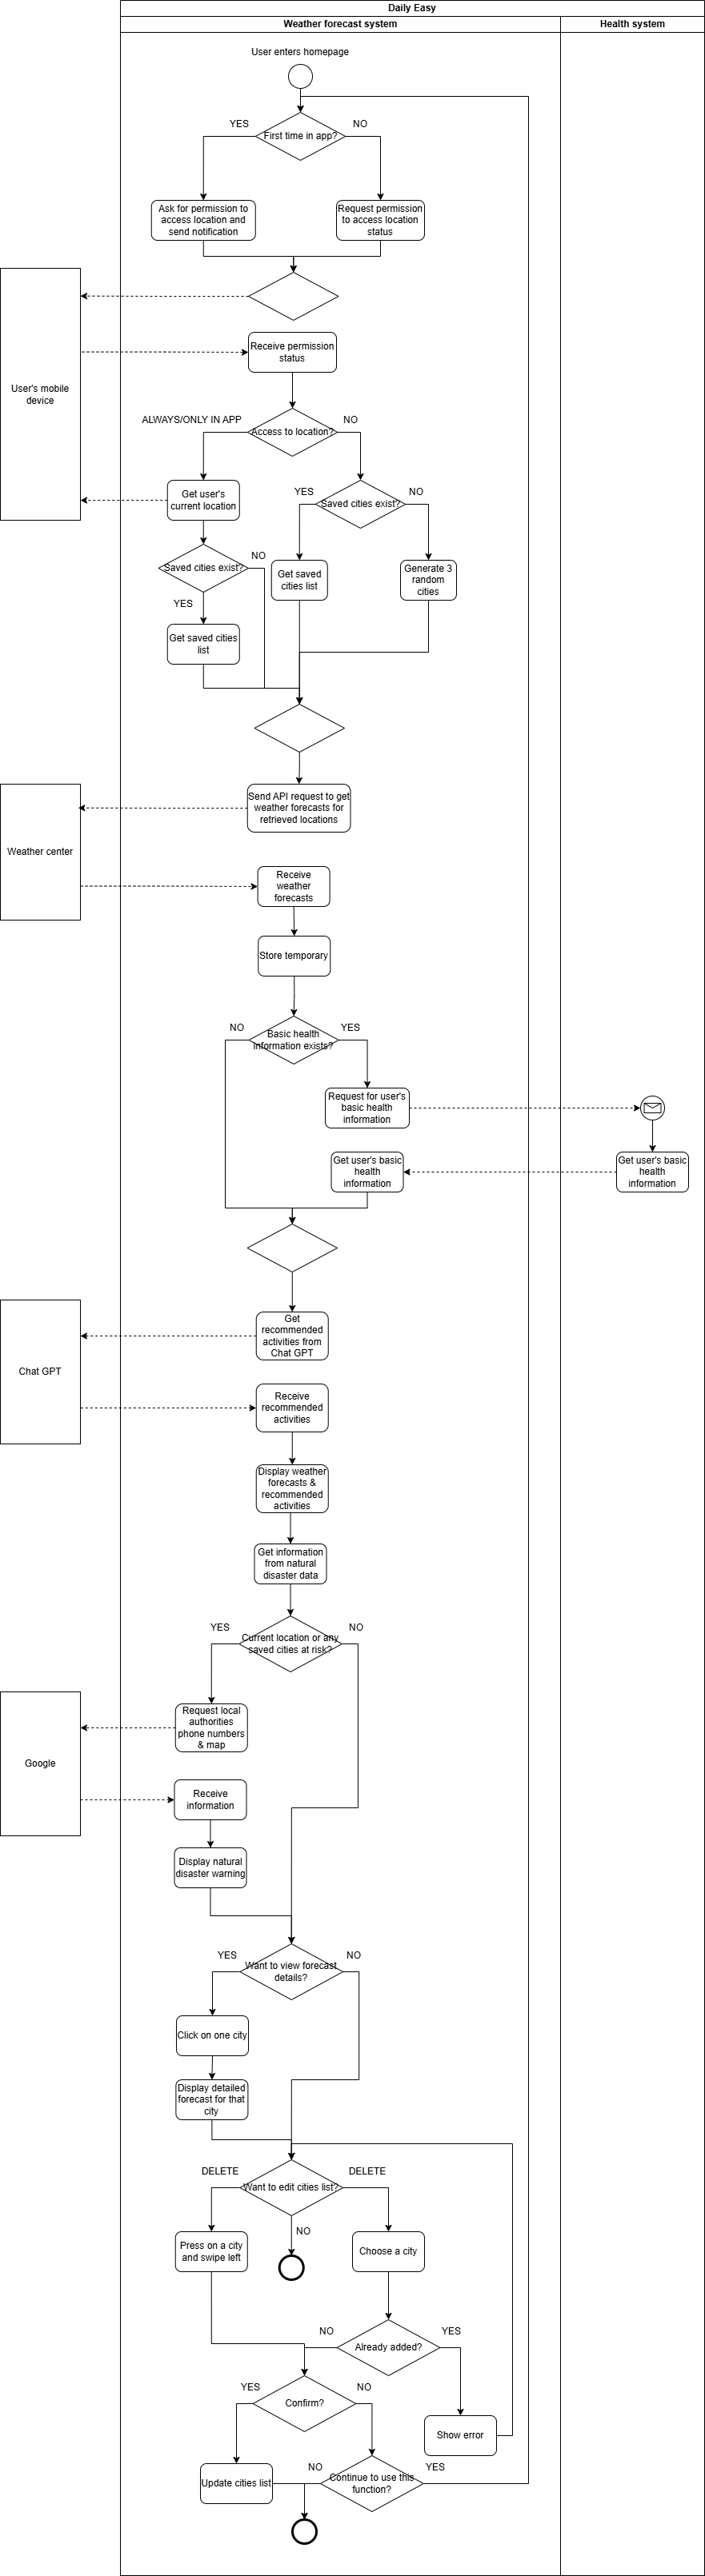 Daily Easy
Weather forecast system
Health system
User enters homepage
YES
First time in app?
NO
Ask for permission to
access location and
send notification
Request permission
to access location
status
User's mobile
device
Receive permission
status
ALWAYS/ONLY IN APP
Access to location?
NO
Get user's
current location
YES
Saved cities exist?
NO
Saved cities exist?
NO
Get saved
cities list
Generate 3
random
cities
YES
Get saved cities
list
Send API request to get
weather forecasts for
retrieved locations
Weather center
Receive
weather
forecasts
Store temporary
NO
Basic health
information exists?
YES
Request for user's
basic health
information
Get user's basic
health
information
Get user's basic
health
information
Get
recommended
activities from
Chat GPT
Chat GPT
Receive
recommended
activities
Display weather
forecasts &
recommended
activities
Get information
from natural
disaster data
YES
Current location or any
saved cities at risk?
NO
Request local
authorities
phone numbers
& map
Google
Receive
information
Display natural
disaster warning
YES
Want to view forecast
details?
NO
Click on one city
Display detailed
forecast for that
city
DELETE
Want to edit cities list?
DELETE
NO
Press on a city
and swipe left
Choose a city
NO
Already added?
YES
YES
Confirm?
NO
Show error
Update cities list
NO
Continue to use this
function?
YES